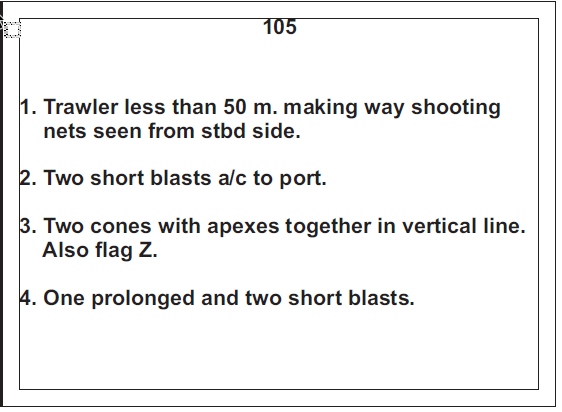 105
1. Trawler less than 50 m. making way shooting
nets seen from stbd side.
2. Two short blasts a/c to port.
3. Two cones with apexes together in vertical line.
Also flag Z.
4. One prolonged and two short blasts.